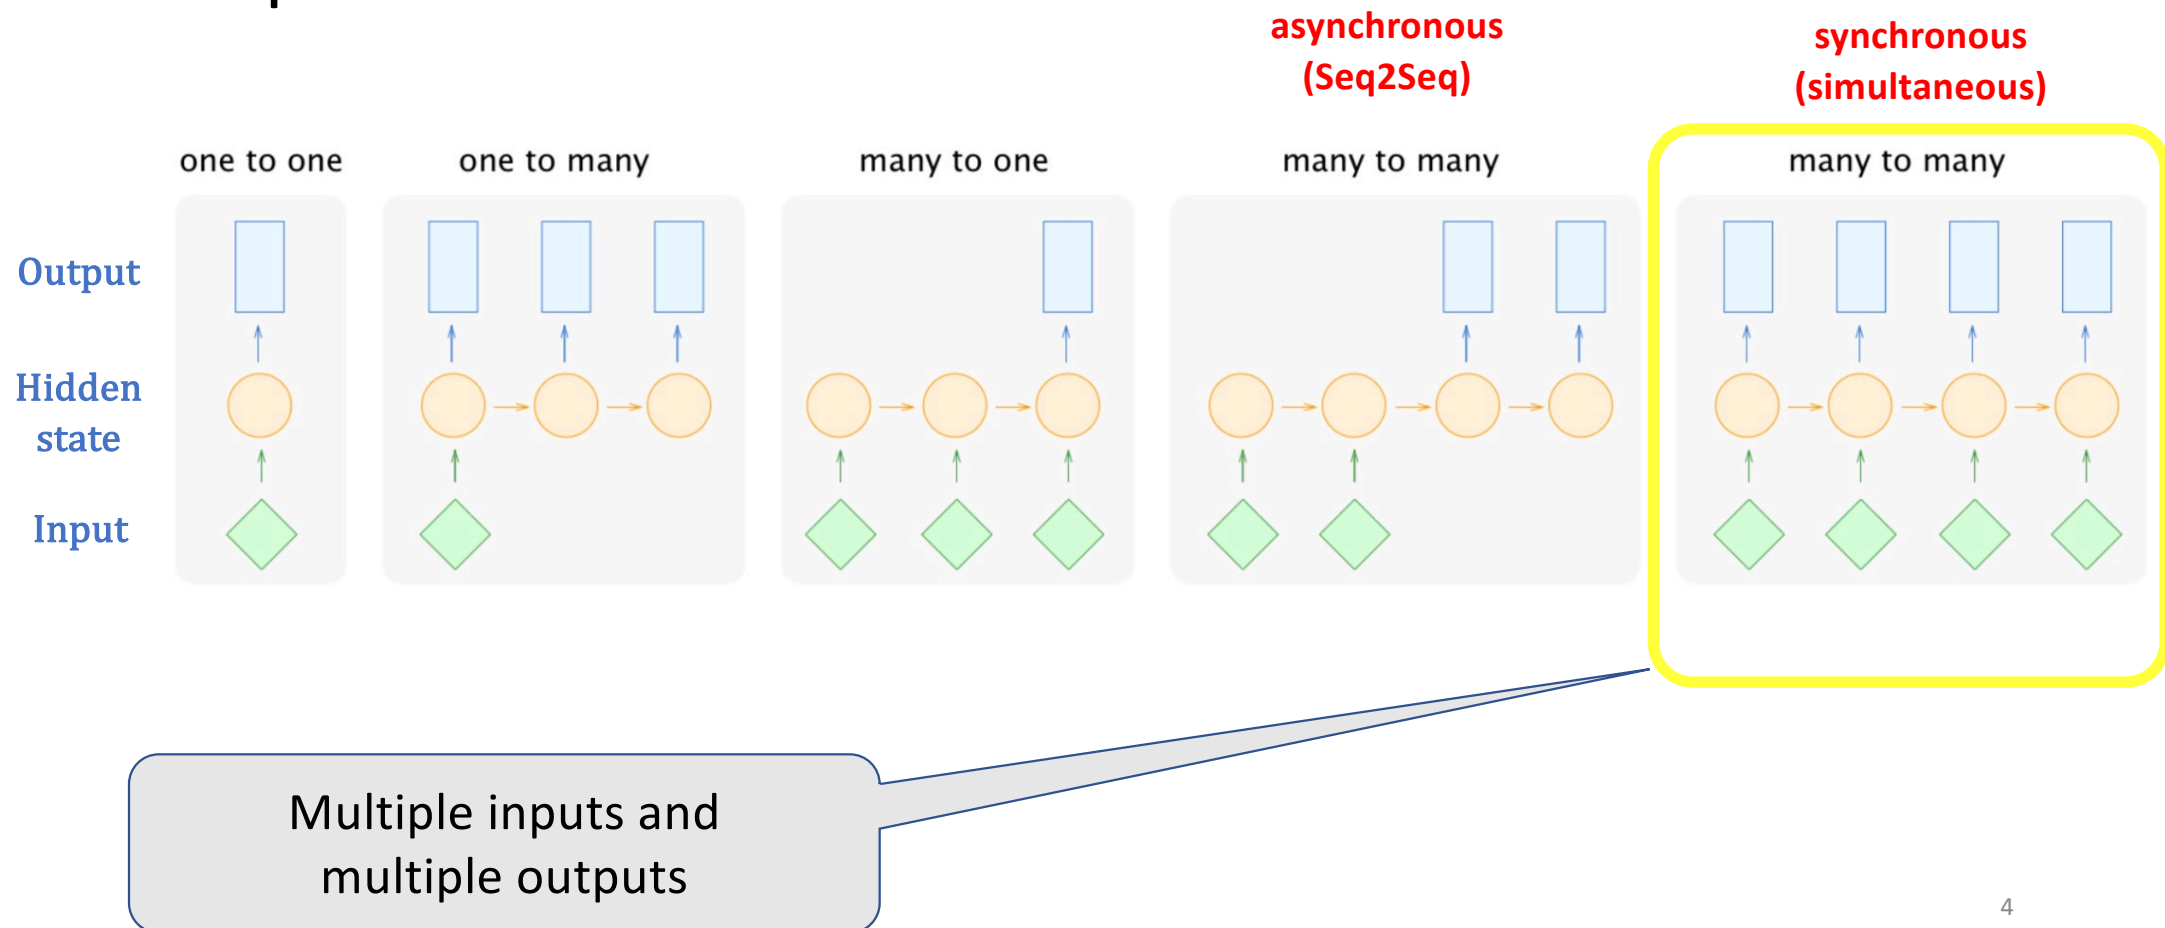 asynchronous
(Seq2Seq)
synchronous
(simultaneous)
one to one
one to many
many to one
many to many
many to many
Output
Hidden
state
Input
Multiple inputs and
multiple outputs
4